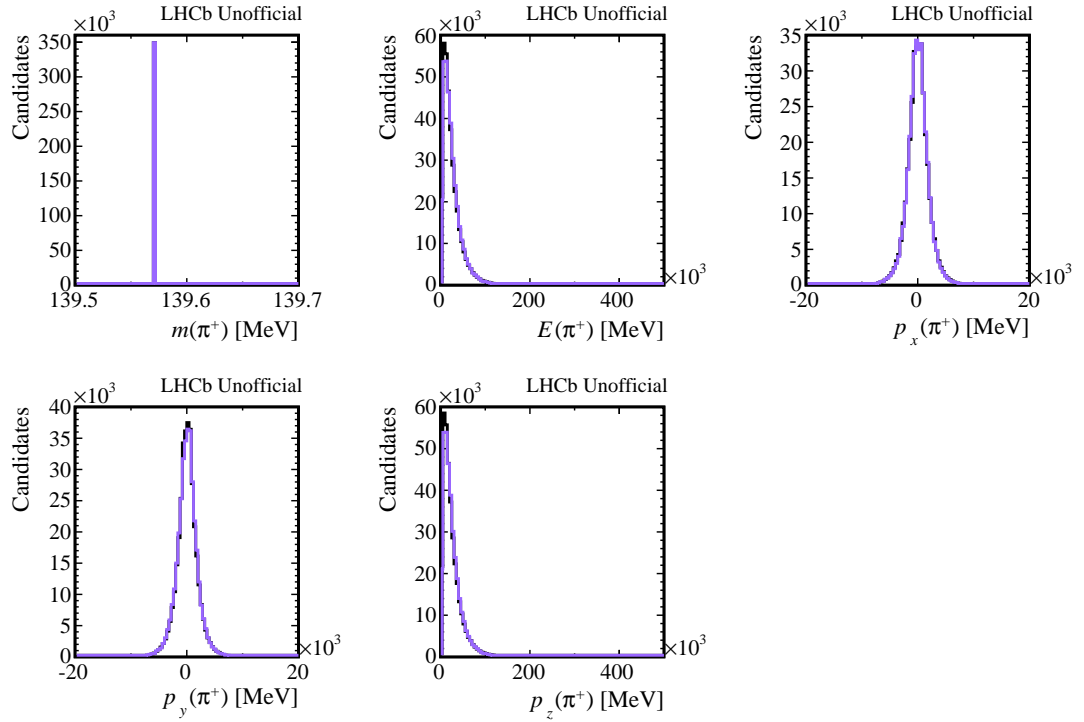 LHCb Unofficial
×10³
Candidates
350
300
250
200
150
100
50
0
139.5 139.6 139.7
m(π⁺) [MeV]
LHCb Unofficial
×10³
Candidates
60
50
40
30
20
10
0
0 200 400
×10³
E(π⁺) [MeV]
LHCb Unofficial
×10³
Candidates
35
30
25
20
15
10
5
0
-20 0 20
×10³
p_x(π⁺) [MeV]
LHCb Unofficial
×10³
Candidates
40
35
30
25
20
15
10
5
0
-20 0 20
×10³
p_y(π⁺) [MeV]
LHCb Unofficial
×10³
Candidates
60
50
40
30
20
10
0
0 200 400
×10³
p_z(π⁺) [MeV]